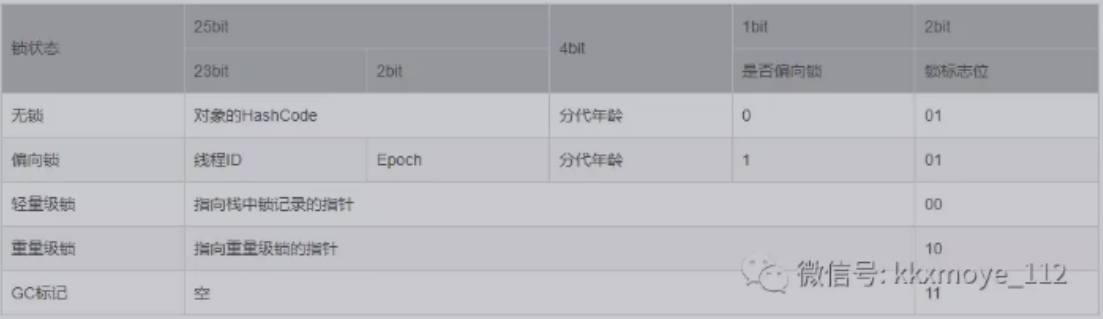 锁状态 25bit 4bit 1bit 2bit
23bit 2bit 是否偏向锁 锁标志位
无锁 对象的HashCode 分代年龄 0 01
偏向锁 线程ID Epoch 分代年龄 1 01
轻量级锁 指向栈中锁记录的指针 00
重量级锁 指向重量级锁的指针 10
GC标记 空 11
微信号: kkxmoye_112